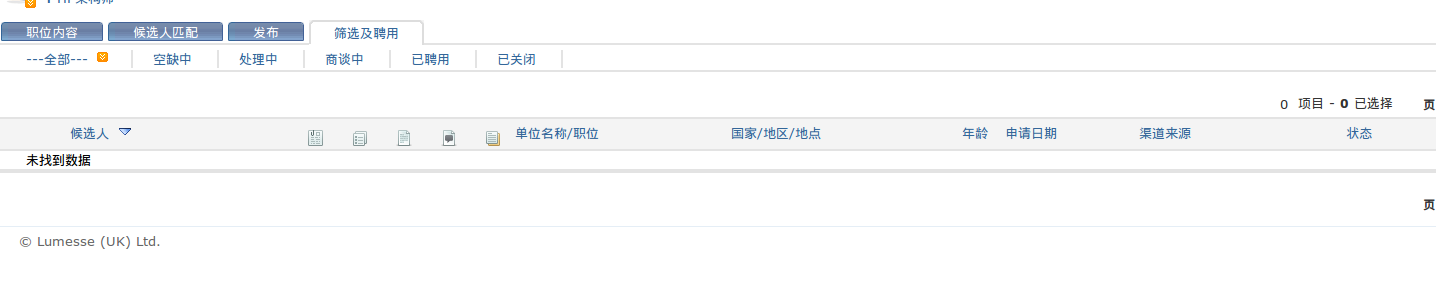 职位内容 候选人匹配 发布 筛选及聘用
---全部--- 空缺中 处理中 商谈中 已聘用 已关闭
0 项目 - 0 已选择 页
候选人 单位名称/职位 国家/地区/地点 年龄 申请日期 渠道来源 状态
未找到数据
页
© Lumesse (UK) Ltd.